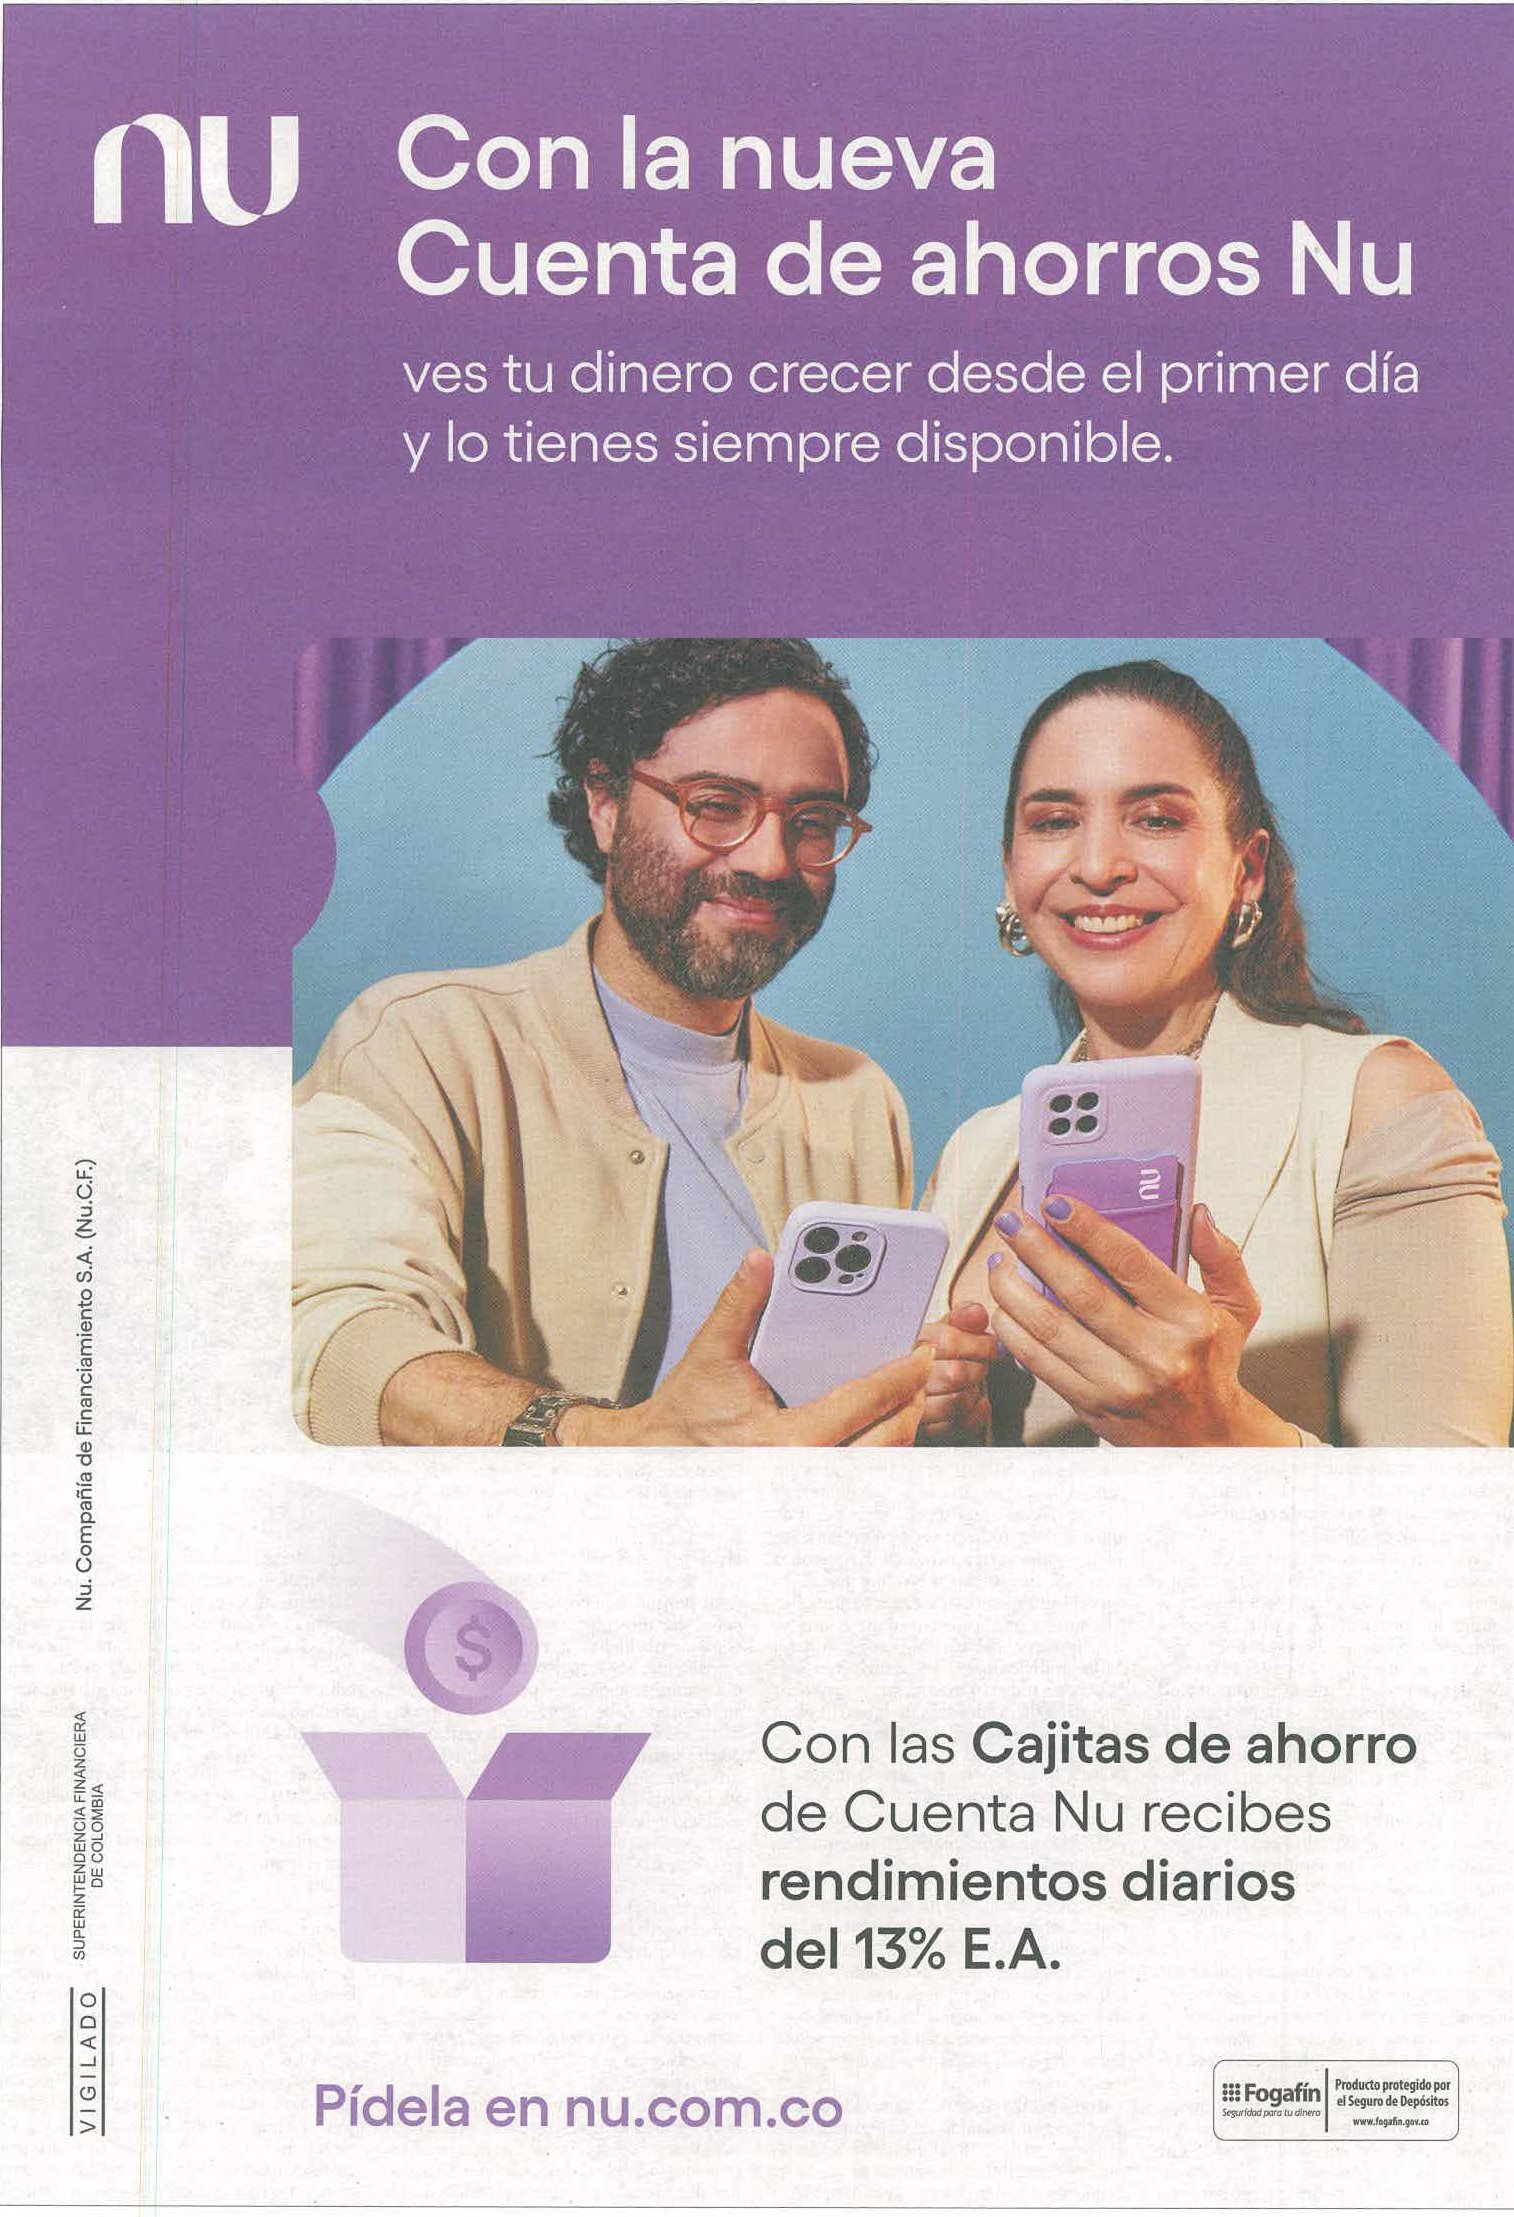 nu
Con la nueva
Cuenta de ahorros Nu
ves tu dinero crecer desde el primer día
y lo tienes siempre disponible.
nu
Nu. Compañía de Financiamiento S.A. (Nu.C.F.)
$
Con las Cajitas de ahorro
de Cuenta Nu recibes
rendimientos diarios
del 13% E.A.
VIGILADO
SUPERINTENDENCIA FINANCIERA
DE COLOMBIA
Pídela en nu.com.co
Fogafín
Seguridad para tu dinero
Producto protegido por
el Seguro de Depósitos
www.fogafin.gov.co